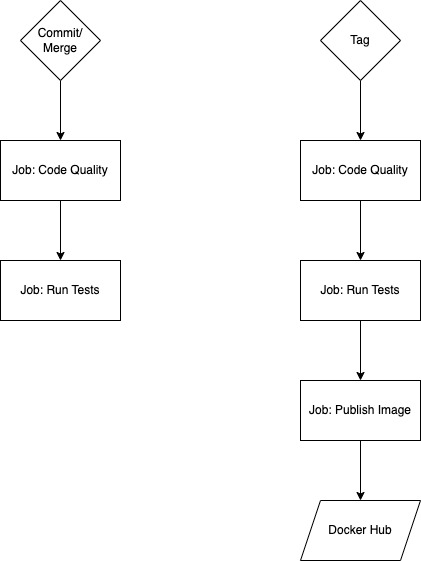 Commit/
Merge
Job: Code Quality
Job: Run Tests
Tag
Job: Code Quality
Job: Run Tests
Job: Publish Image
Docker Hub